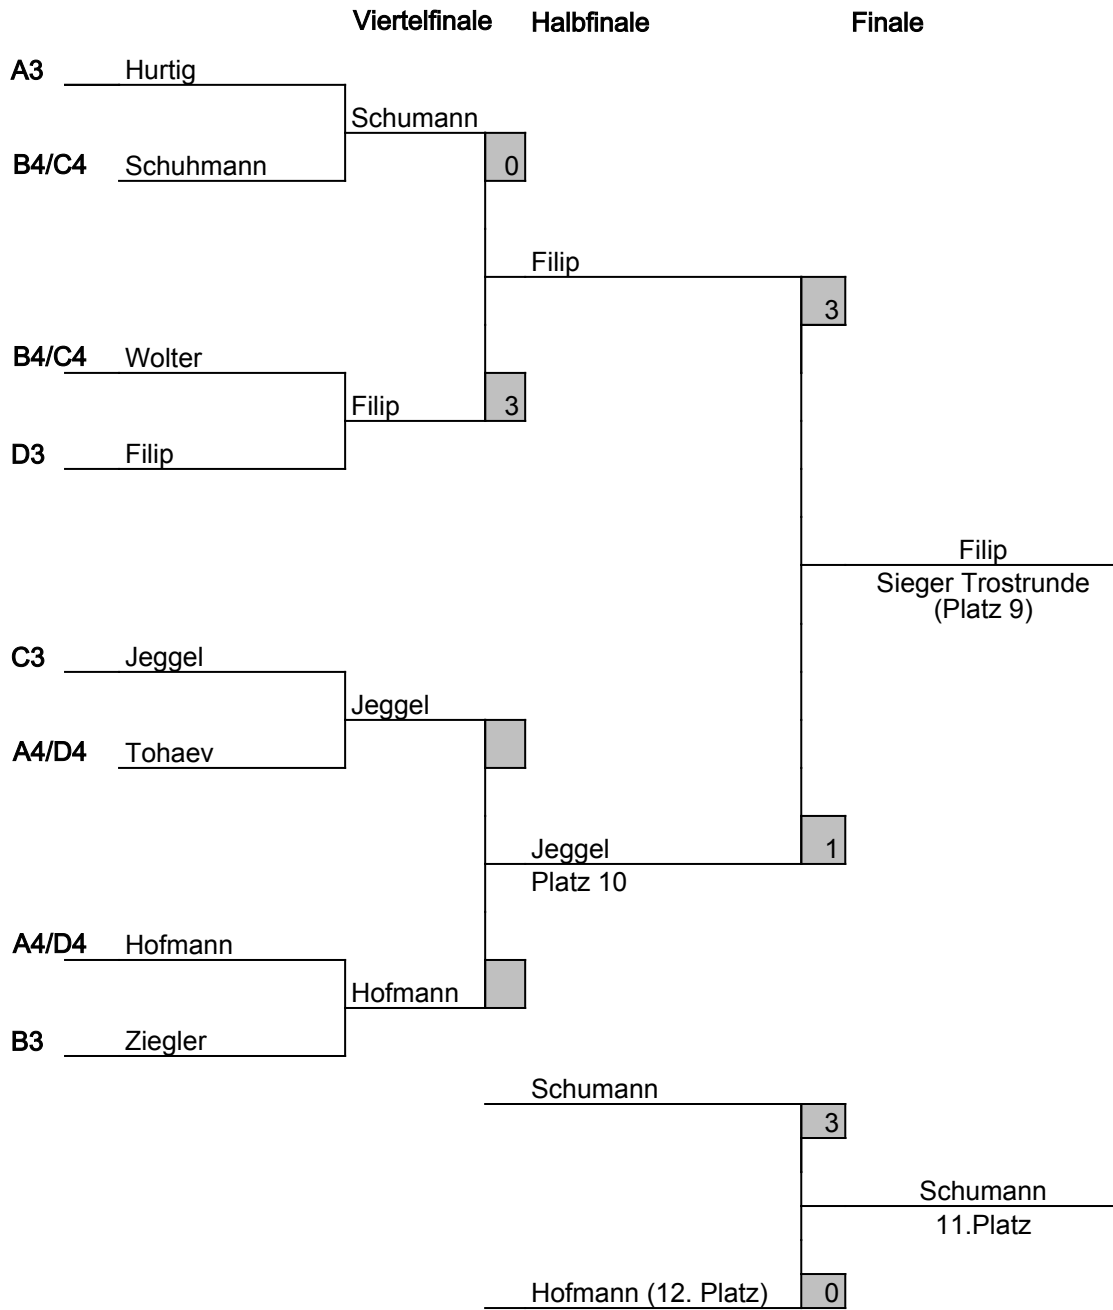 Viertelfinale Halbfinale Finale
A3 Hurtig
Schumann
B4/C4 Schuhmann 0
Filip
3
B4/C4 Wolter
Filip 3
D3 Filip
Filip
Sieger Trostrunde
(Platz 9)
C3 Jeggel
Jeggel
A4/D4 Tohaev
Jeggel 1
Platz 10
A4/D4 Hofmann
Hofmann
B3 Ziegler
Schumann
3
Schumann
11.Platz
Hofmann (12. Platz) 0